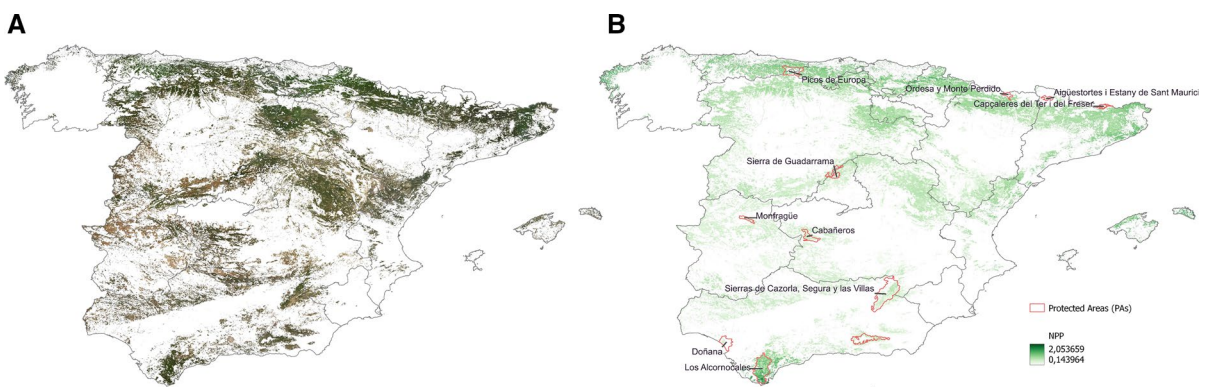 A
B
Picos de Europa
Ordesa y Monte Perdido
Aigüestortes i Estany de Sant Maurici
Capçaleres del Ter i del Freser
Sierra de Guadarrama
Monfragüe
Cabañeros
Sierras de Cazorla, Segura y las Villas
Protected Areas (PAs)
NPP
2,053659
0,143964
Doñana
Los Alcornocales